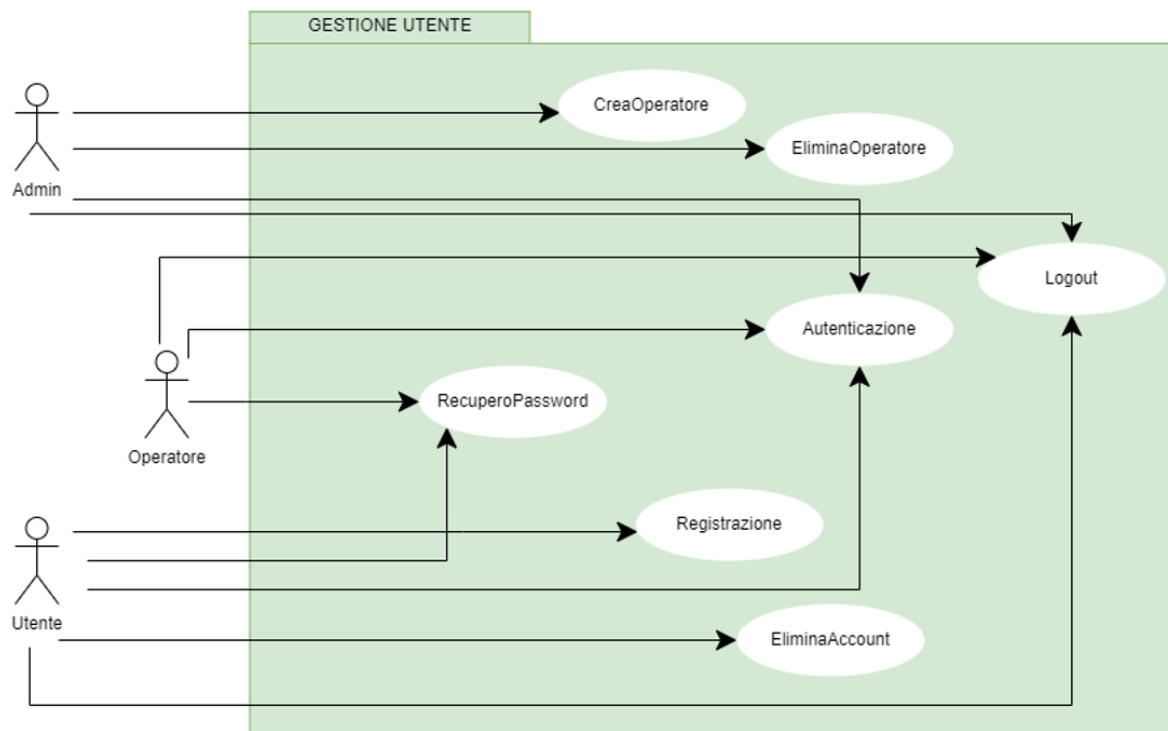 GESTIONE UTENTE
CreaOperatore
EliminaOperatore
Admin
Logout
Autenticazione
RecuperoPassword
Operatore
Registrazione
Utente
EliminaAccount